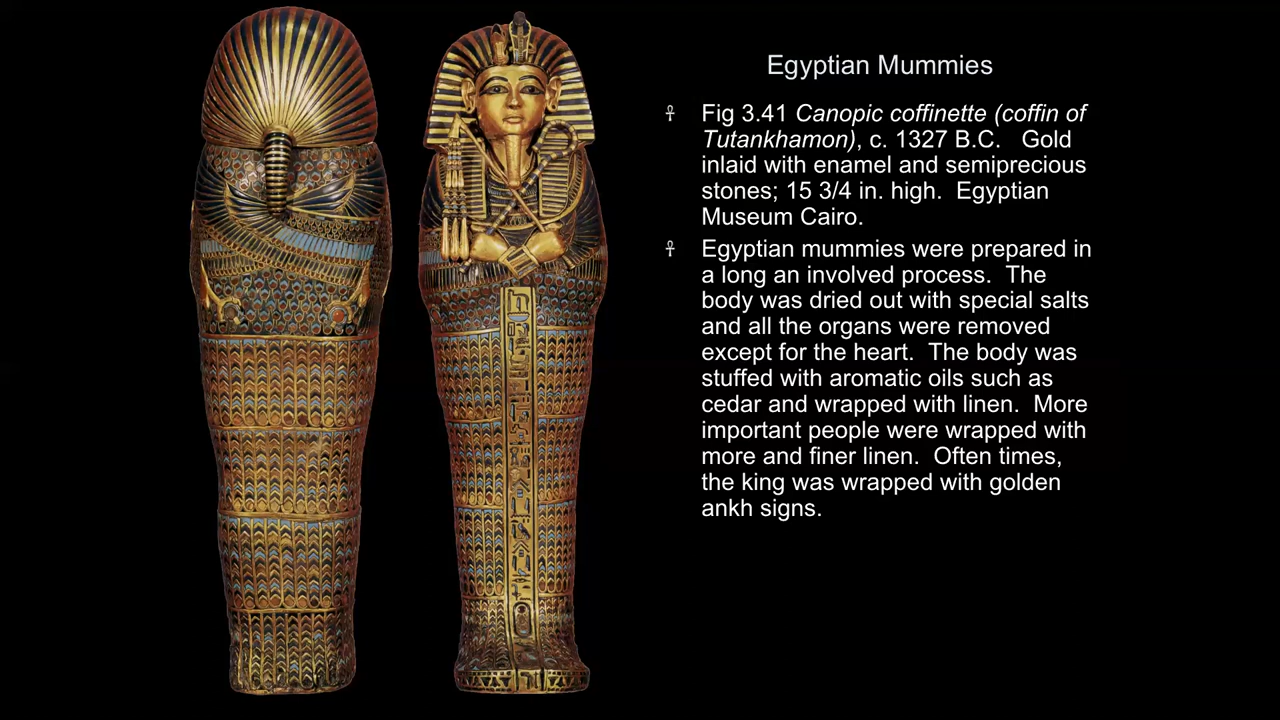 Egyptian Mummies
☥ Fig 3.41 Canopic coffinette (coffin of
Tutankhamon), c. 1327 B.C. Gold
inlaid with enamel and semiprecious
stones; 15 3/4 in. high. Egyptian
Museum Cairo.
☥ Egyptian mummies were prepared in
a long an involved process. The
body was dried out with special salts
and all the organs were removed
except for the heart. The body was
stuffed with aromatic oils such as
cedar and wrapped with linen. More
important people were wrapped with
more and finer linen. Often times,
the king was wrapped with golden
ankh signs.